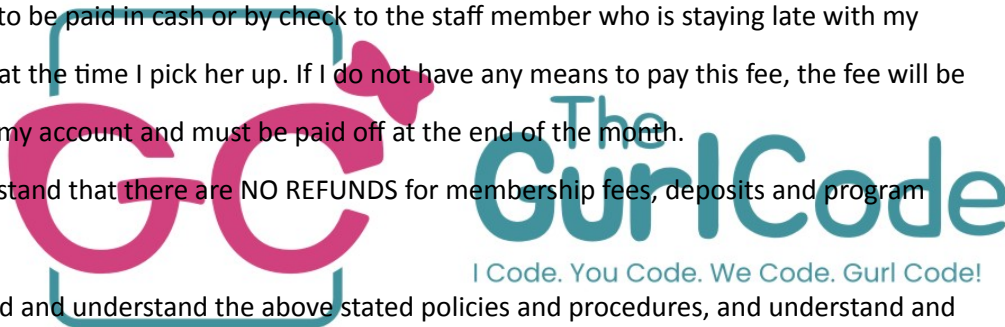 to be paid in cash or by check to the staff member who is staying late with my
at the time I pick her up. If I do not have any means to pay this fee, the fee will be
my account and must be paid off at the end of the month.
stand that there are NO REFUNDS for membership fees, deposits and program
d and understand the above stated policies and procedures, and understand and
GC
The
GurlCode
I Code. You Code. We Code. Gurl Code!